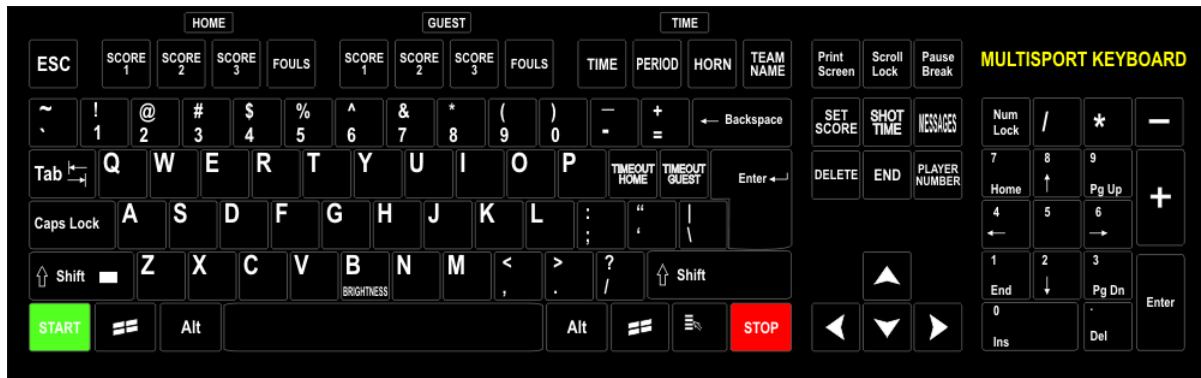 HOME GUEST TIME
ESC SCORE 1 SCORE 2 SCORE 3 FOULS SCORE 1 SCORE 2 SCORE 3 FOULS TIME PERIOD HORN TEAM NAME Print Screen Scroll Lock Pause Break MULTISPORT KEYBOARD
~ ` ! 1 @ 2 # 3 $ 4 % 5 ^ 6 & 7 * 8 ( 9 ) 0 — - + = ← Backspace SET SCORE SHOT TIME MESSAGES Num Lock / * —
Tab Q W E R T Y U I O P TIMEOUT HOME TIMEOUT GUEST Enter DELETE END PLAYER NUMBER 7 Home 8 ↑ 9 Pg Up +
Caps Lock A S D F G H J K L : ; “ ‘ | \ 4 ← 5 6 →
⇧ Shift Z X C V B BRIGHTNESS N M < , > . ? / ⇧ Shift 1 End 2 ↓ 3 Pg Dn Enter
START Alt Alt STOP 0 Ins . Del